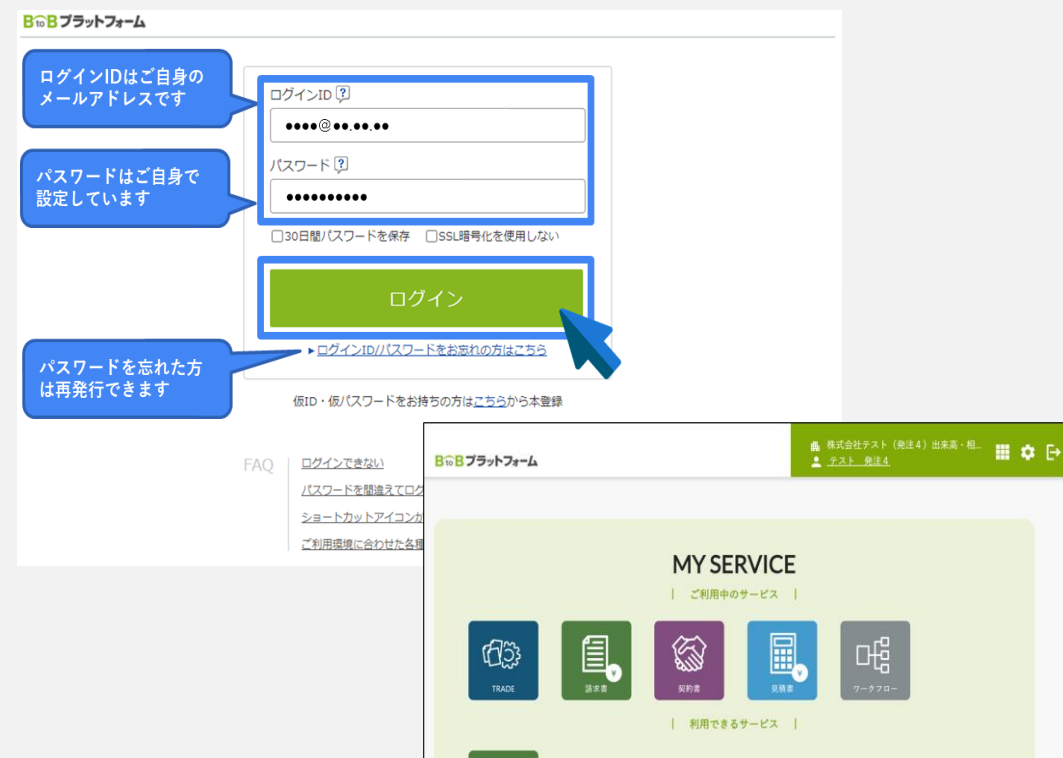 BtoBプラットフォーム
ログインIDはご自身の
メールアドレスです
ログインID ?
●●●●@●●.●●.●●
パスワードはご自身で
設定しています
パスワード ?
●●●●●●●●●●
□30日間パスワードを保存 □SSL暗号化を使用しない
ログイン
▶ログインID/パスワードをお忘れの方はこちら
パスワードを忘れた方
は再発行できます
仮ID・仮パスワードをお持ちの方はこちらから本登録
FAQ
ログインできない
パスワードを間違えてログ
ショートカットアイコンが
ご利用環境に合わせた各種
BtoBプラットフォーム
株式会社テスト（発注4）出来高・相...
テスト 発注4
MY SERVICE
| ご利用中のサービス |
TRADE
請求書
契約書
見積書
ワークフロー
| 利用できるサービス |